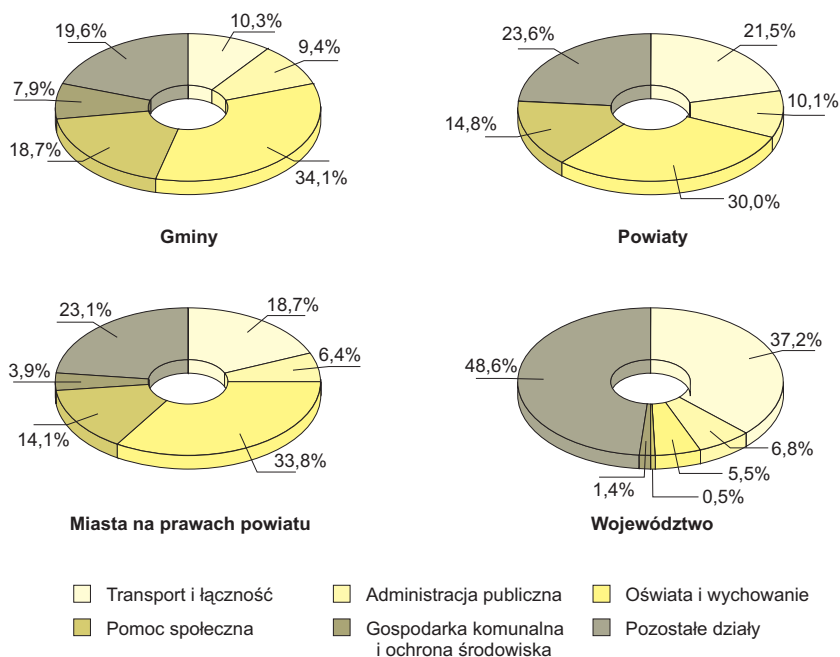 19,6%
10,3%
9,4%
7,9%
18,7%
34,1%
Gminy
23,6%
21,5%
10,1%
14,8%
30,0%
Powiaty
23,1%
18,7%
6,4%
3,9%
14,1%
33,8%
Miasta na prawach powiatu
48,6%
37,2%
6,8%
5,5%
0,5%
1,4%
Województwo
Transport i łączność
Administracja publiczna
Oświata i wychowanie
Pomoc społeczna
Gospodarka komunalna
i ochrona środowiska
Pozostałe działy